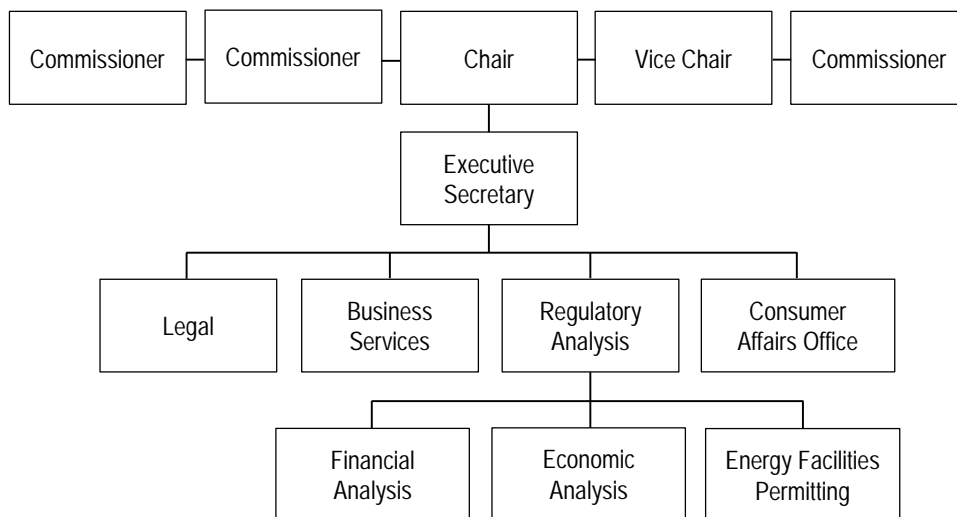 Commissioner
Commissioner
Chair
Vice Chair
Commissioner
Executive
Secretary
Legal
Business
Services
Regulatory
Analysis
Consumer
Affairs Office
Financial
Analysis
Economic
Analysis
Energy Facilities
Permitting